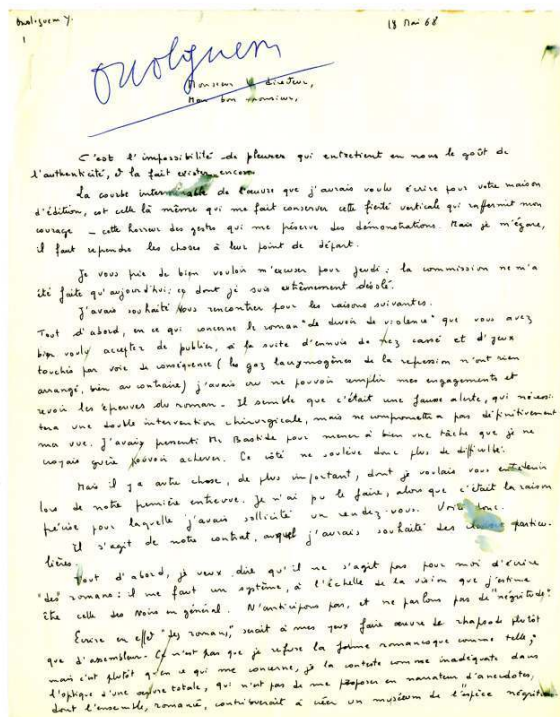 Ouologuem Y.
18 Mai 68
1
Ouologuem
Monsieur le directeur,
Mon bon monsieur,
C'est l'impossibilité de pleurer qui entretient en nous le goût de
l'authenticité, et la fait exister encore.
La courbe interminable de l'œuvre que j'aurais voulu écrire pour votre maison
d'édition, est celle là même qui me fait conserver cette fierté verticale qui raffermit mon
courage – cette horreur des gestes qui me préserve des démonstrations. Mais je m'égare,
il faut reprendre les choses à leur point de départ.
Je vous prie de bien vouloir m'excuser pour jeudi : la commission ne m'a
été faite qu'aujourd'hui : ce dont je suis extrêmement désolé.
J'avais souhaité vous rencontrer pour les raisons suivantes.
Tout d'abord, en ce qui concerne le roman "le devoir de violence" que vous avez
bien voulu accepter de publier, à la suite d'ennuis de nez cassé et d'yeux
touchés par voie de conséquence (les gaz lacrymogènes de la repression n'ont rien
arrangé, bien au contraire) j'avais cru ne pouvoir remplir mes engagements et
revoir les épreuves du roman. Il semble que c'était une fausse alerte, qui nécessi-
tera une double intervention chirurgicale, mais ne compromettra pas définitivement
ma vue. J'avais pressenti Mr Bastide pour mener à bien une tâche que je ne
croyais guère pouvoir achever. Ce côté ne soulève donc plus de difficulté.
Mais il y a autre chose, de plus important, dont je voulais vous entretenir
lors de notre première entrevue. Je n'ai pu le faire, alors que c'était la raison
précise pour laquelle j'avais sollicité un rendez-vous. Voici donc.
Il s'agit de notre contrat, auquel j'aurais souhaité des clauses particu-
lières.
Tout d'abord, je veux dire qu'il ne s'agit pas pour moi d'écrire
"des" romans : il me faut un système, à l'échelle de la vision que j'estime
être celle des Noirs en général. N'anticipons pas, et ne parlons pas de "négritude".
Écrire en effet "des romans", serait à mes yeux faire œuvre de rhapsode plutôt
que d'assembleur. Ce n'est pas que je refuse la forme romanesque comme telle ;
mais c'est plutôt qu'en ce qui me concerne, je la conteste comme inadéquate dans
l'optique d'une œuvre totale, qui n'est pas de me proposer en narrateur d'anecdotes,
dont l'ensemble, romancé, contribuerait à créer un muséum de l'espèce